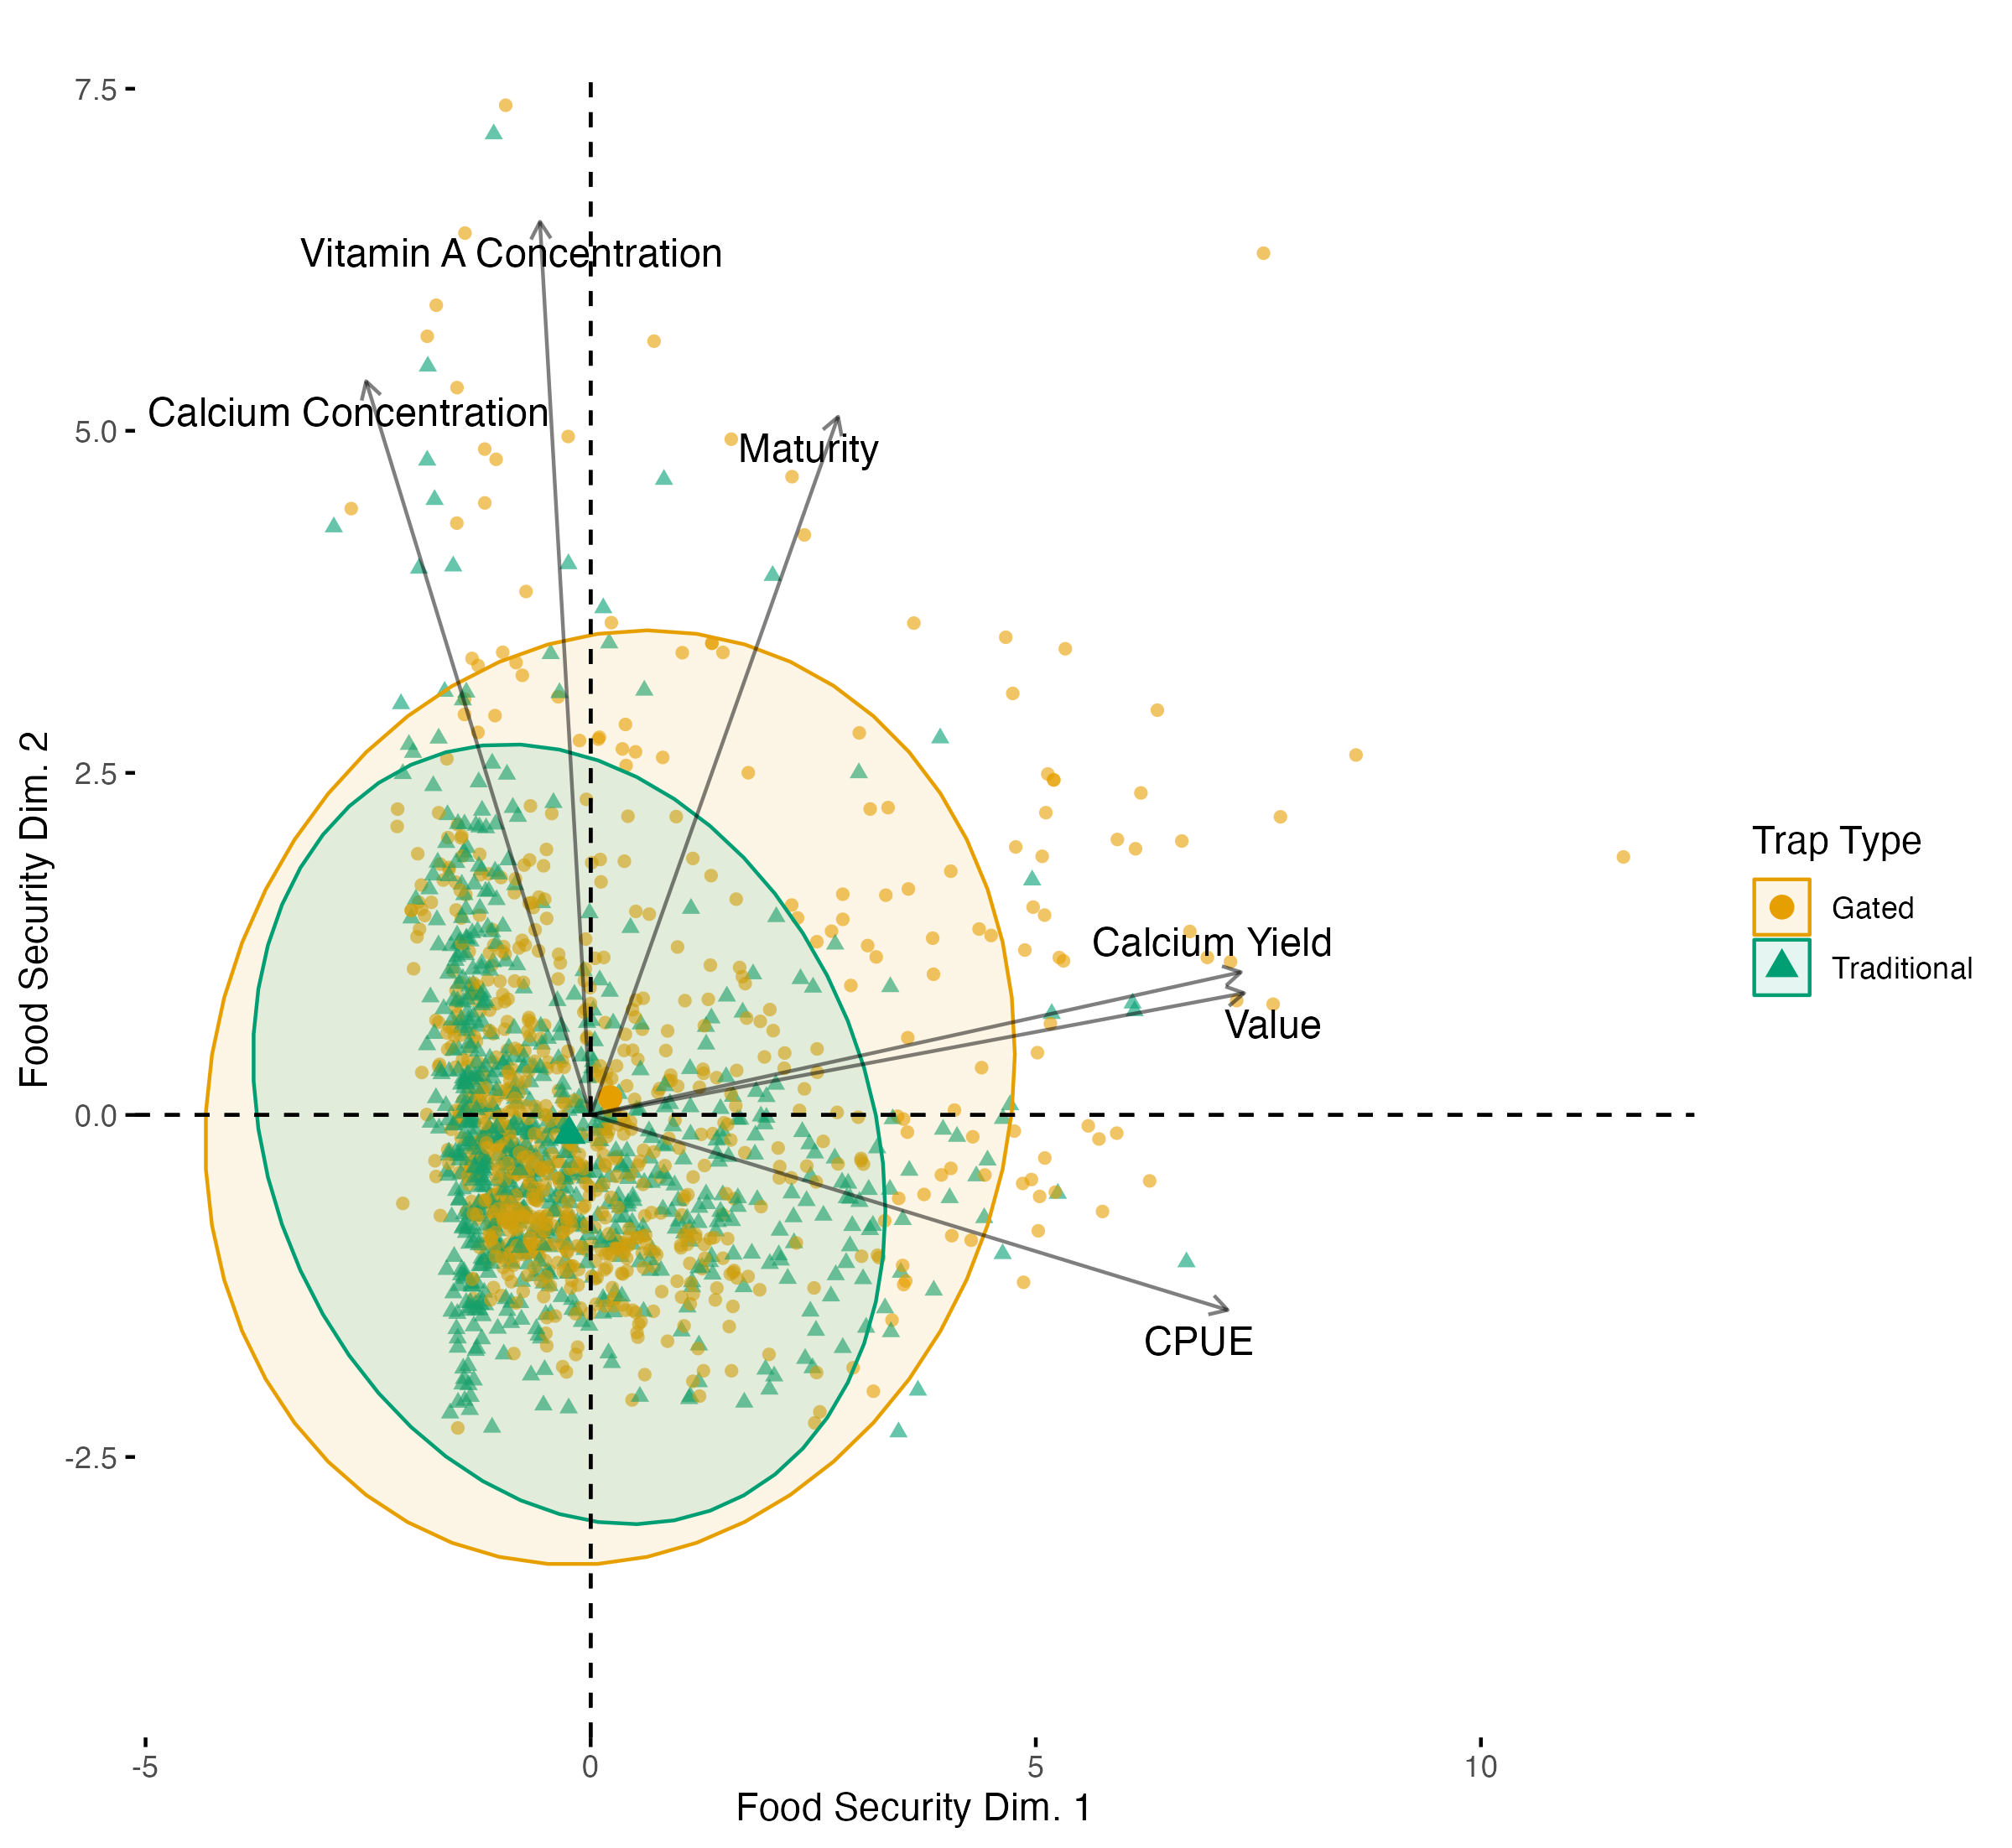 7.5
Vitamin A Concentration
Calcium Concentration
5.0
Maturity
2.5
Food Security Dim. 2
Trap Type
Gated
Traditional
Calcium Yield
Value
0.0
CPUE
-2.5
-5
0
5
10
Food Security Dim. 1